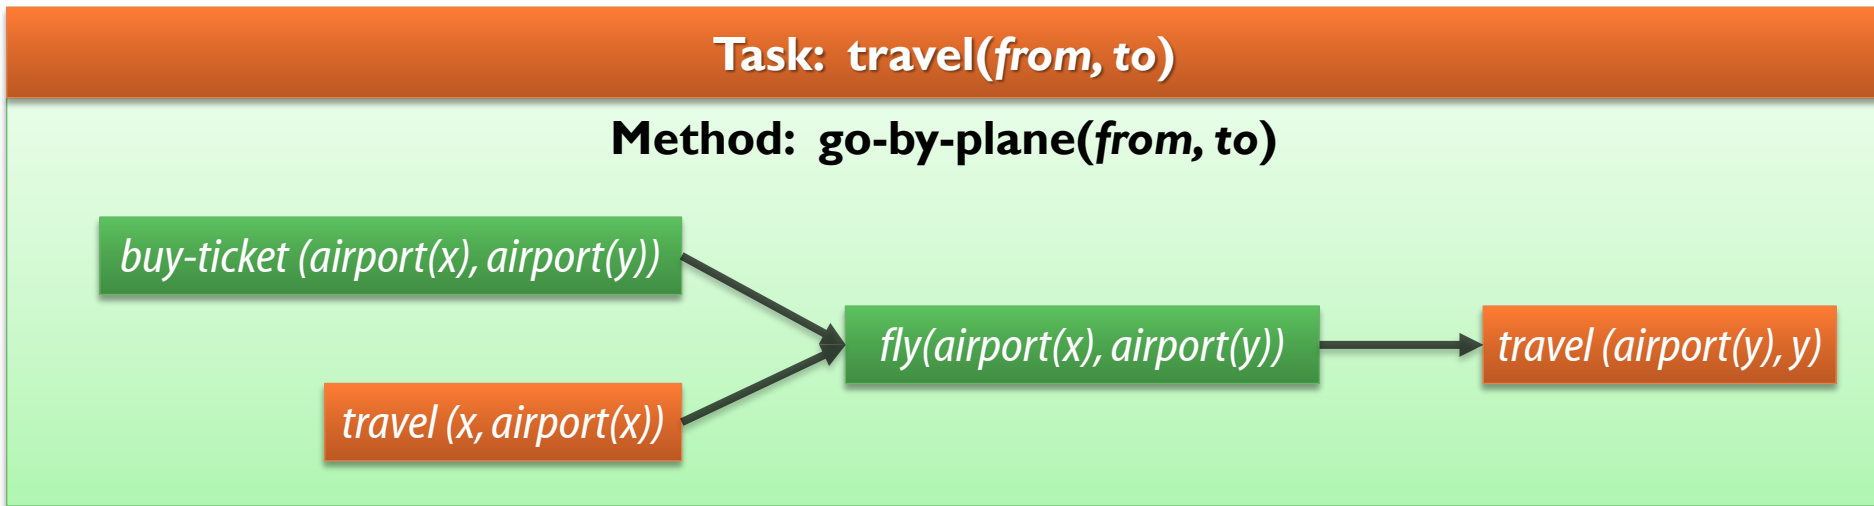 Task: travel(from, to)
Method: go-by-plane(from, to)
buy-ticket (airport(x), airport(y))
travel (x, airport(x))
fly(airport(x), airport(y))
travel (airport(y), y)